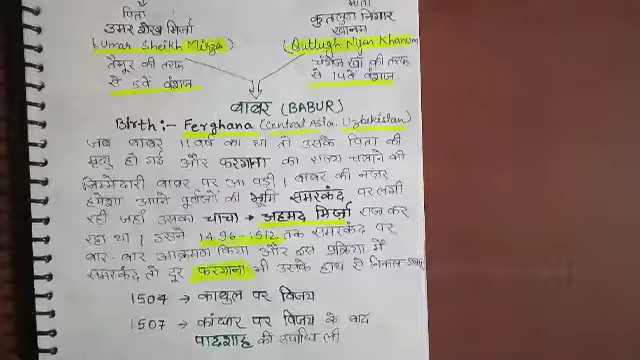 पिता माता
उमर शेख मिर्जा कुतलुग निगार खानम
(Umar Sheikh Mirza) (Qutlugh Nigar Khanum)
तैमूर की तरफ से 5वें वंशज चंगेज खाँ की तरफ से 14वें वंशज
बाबर (BABUR)
Birth:- Ferghana (Central Asia, Uzbekistan)
जब बाबर 11 वर्ष का था तो उसके पिता की
मृत्यु हो गई और फरगना का राज्य चलाने की
जिम्मेदारी बाबर पर आ पड़ी। बाबर की नजर
हमेशा अपने पूर्वजों की भूमि समरकंद पर लगी
रही जहाँ उसका चाचा → अहमद मिर्जा राज कर
रहा था। उसने 1496-1512 तक समरकंद पर
बार-बार आक्रमण किया और इस प्रक्रिया में
समरकंद तो दूर फरगना भी उसके हाथ से निकल
1504 → काबुल पर विजय
1507 → कांधार पर विजय के बाद
पादशाह की उपाधि ली